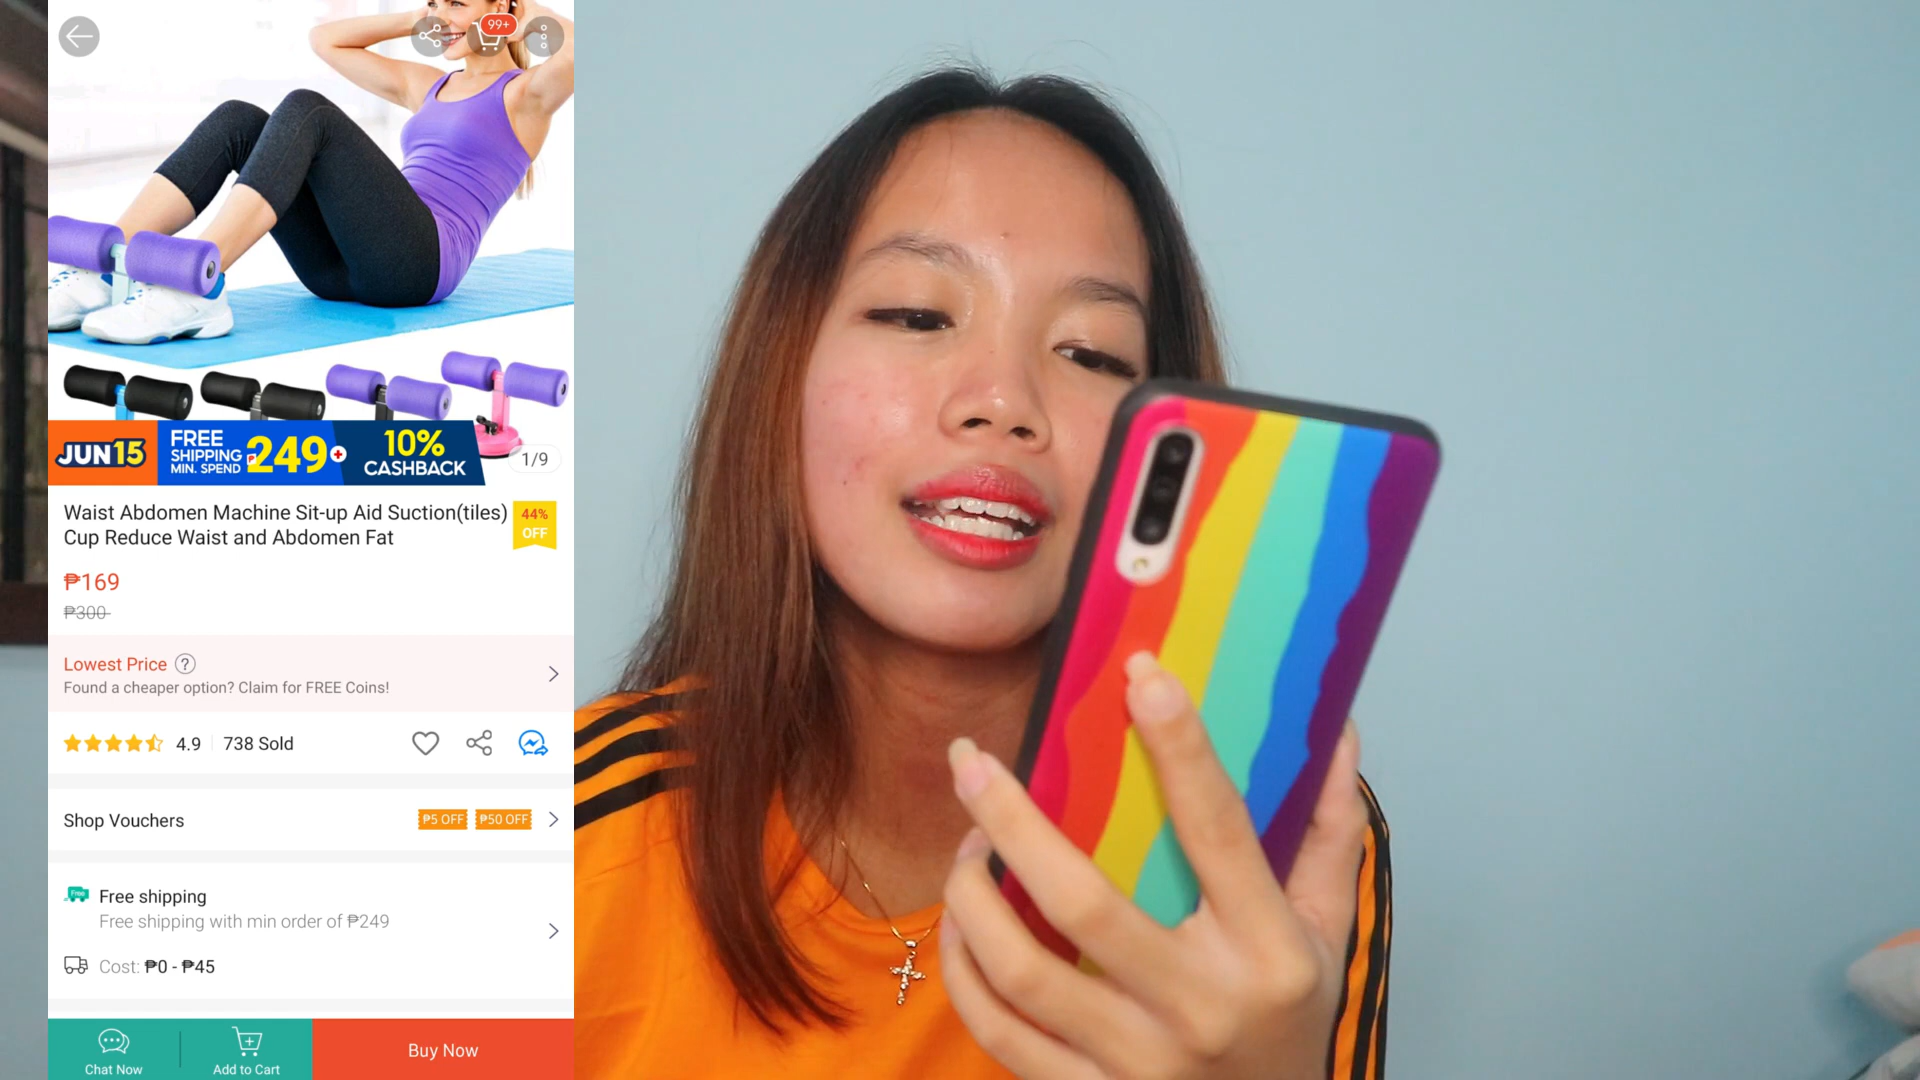 99+
JUN 15
FREE
SHIPPING
MIN. SPEND
₱249
10%
CASHBACK
1/9
Waist Abdomen Machine Sit-up Aid Suction(tiles)
Cup Reduce Waist and Abdomen Fat
44%
OFF
₱169
₱300
Lowest Price ?
Found a cheaper option? Claim for FREE Coins!
4.9
738 Sold
Shop Vouchers
₱5 OFF
₱50 OFF
Free
Free shipping
Free shipping with min order of ₱249
Cost: ₱0 - ₱45
Chat Now
Add to Cart
Buy Now